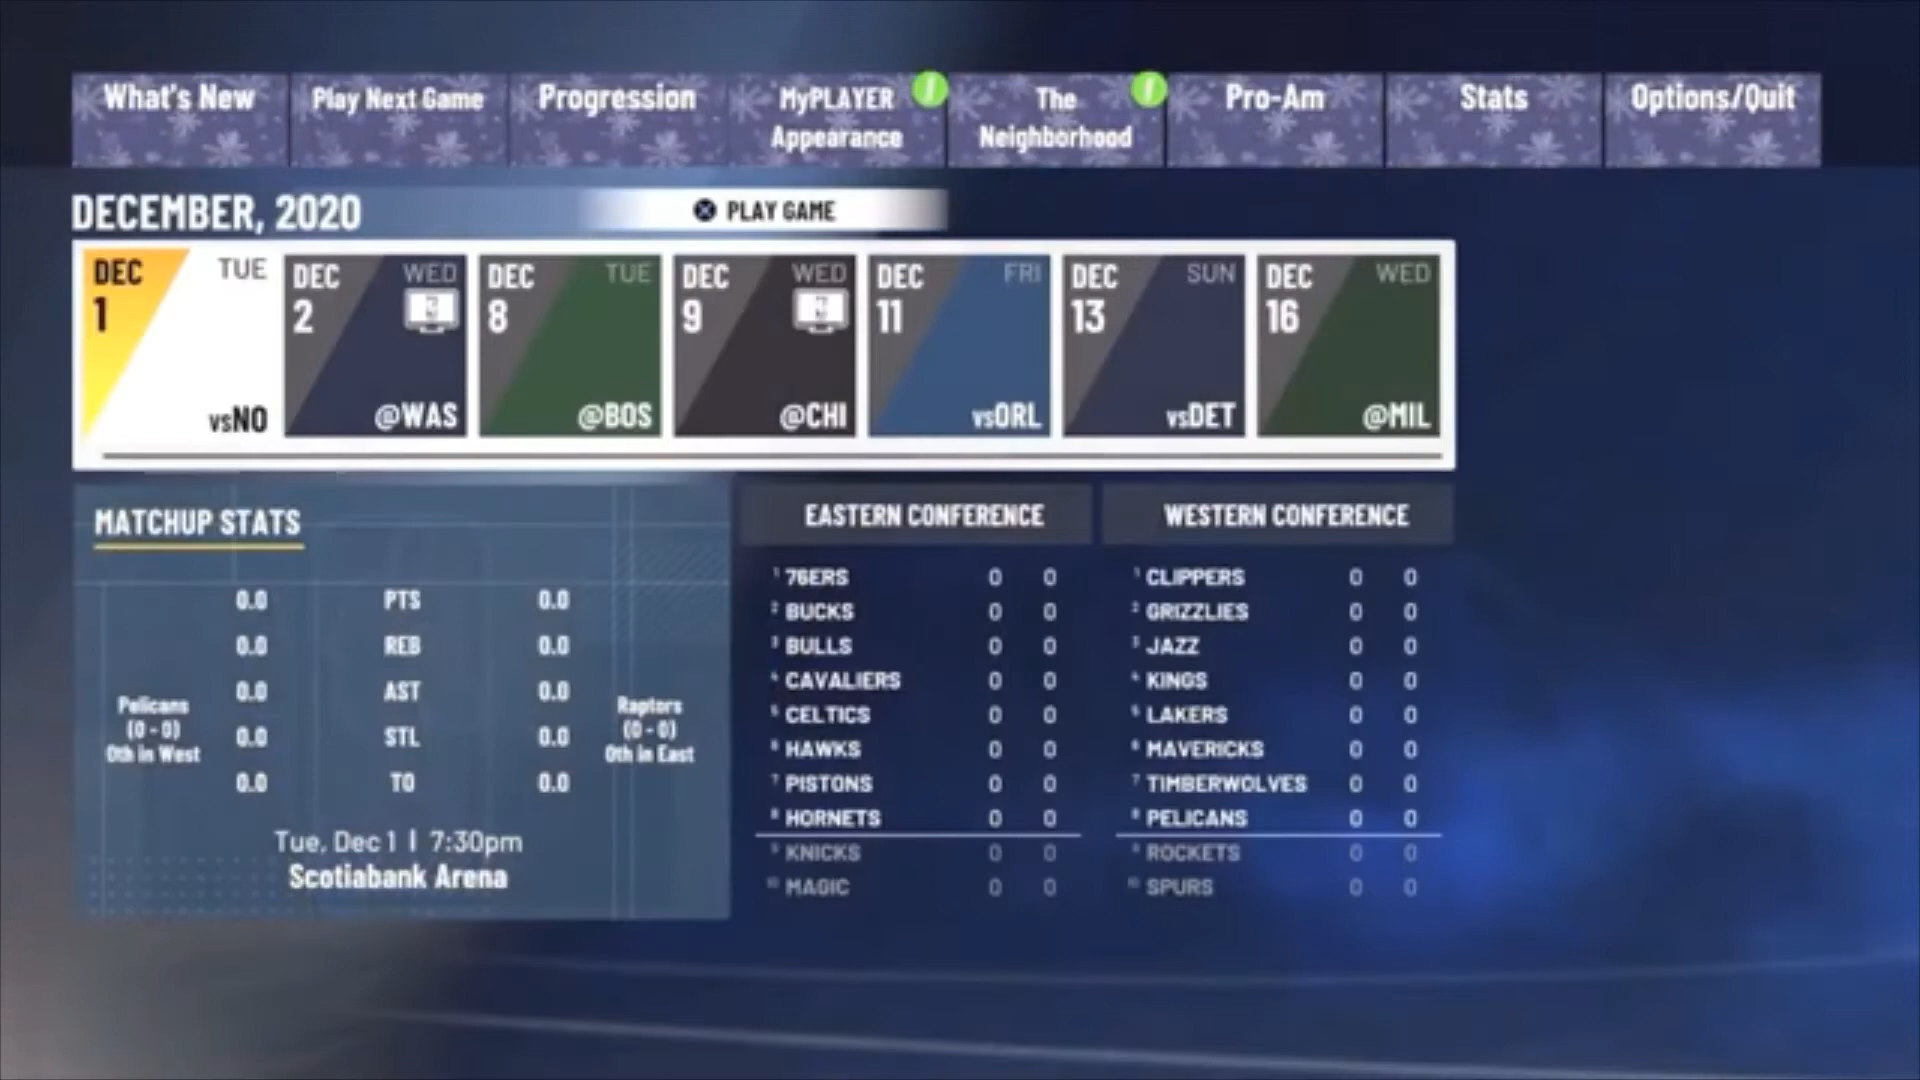 What's New
Play Next Game
Progression
MyPLAYER
Appearance
The
Neighborhood
Pro-Am
Stats
Options/Quit
DECEMBER, 2020
PLAY GAME
DEC 1 TUE vsNO
DEC 2 WED @WAS
DEC 8 TUE @BOS
DEC 9 WED @CHI
DEC 11 FRI vsORL
DEC 13 SUN vsDET
DEC 16 WED @MIL
MATCHUP STATS
0.0 PTS 0.0
0.0 REB 0.0
0.0 AST 0.0
0.0 STL 0.0
0.0 TO 0.0
Pelicans
(0 - 0)
0th in West
Raptors
(0 - 0)
0th in East
Tue, Dec 1 | 7:30pm
Scotiabank Arena
EASTERN CONFERENCE
1 76ERS 0 0
2 BUCKS 0 0
3 BULLS 0 0
4 CAVALIERS 0 0
5 CELTICS 0 0
6 HAWKS 0 0
7 PISTONS 0 0
8 HORNETS 0 0
9 KNICKS 0 0
10 MAGIC 0 0
WESTERN CONFERENCE
1 CLIPPERS 0 0
2 GRIZZLIES 0 0
3 JAZZ 0 0
4 KINGS 0 0
5 LAKERS 0 0
6 MAVERICKS 0 0
7 TIMBERWOLVES 0 0
8 PELICANS 0 0
9 ROCKETS 0 0
10 SPURS 0 0